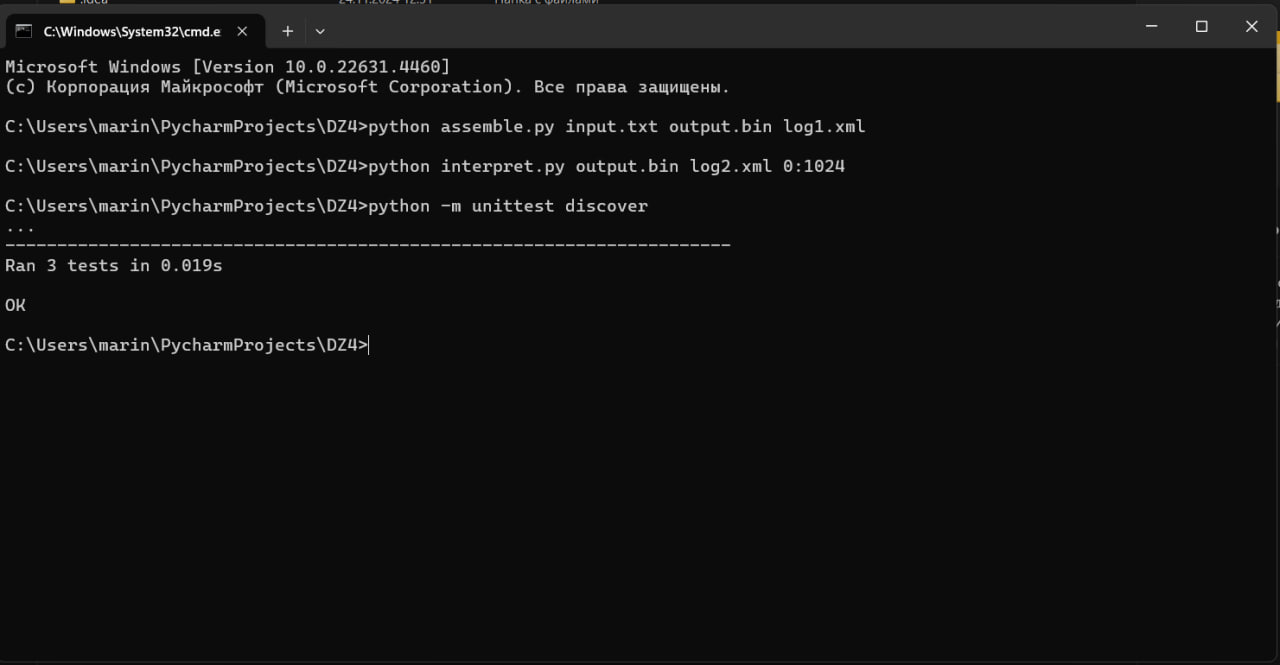 .idea
C:\Windows\System32\cmd.e
Microsoft Windows [Version 10.0.22631.4460]
(c) Корпорация Майкрософт (Microsoft Corporation). Все права защищены.
C:\Users\marin\PycharmProjects\DZ4>python assemble.py input.txt output.bin log1.xml
C:\Users\marin\PycharmProjects\DZ4>python interpret.py output.bin log2.xml 0:1024
C:\Users\marin\PycharmProjects\DZ4>python -m unittest discover
...
----------------------------------------------------------------------
Ran 3 tests in 0.019s
OK
C:\Users\marin\PycharmProjects\DZ4>